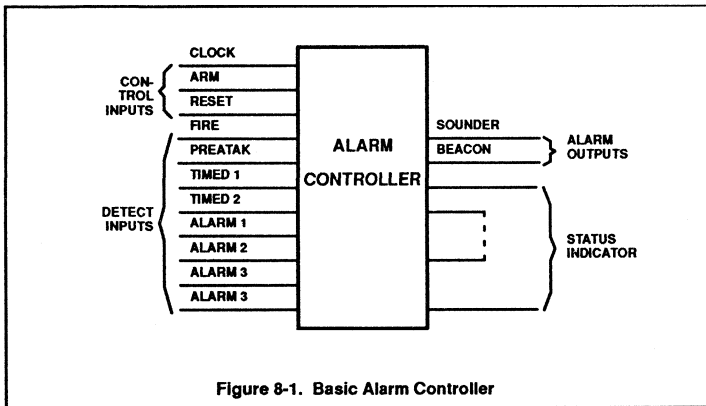 CLOCK
CON-
TROL
INPUTS
ARM
RESET
FIRE
PREATAK
TIMED 1
TIMED 2
DETECT
INPUTS
ALARM 1
ALARM 2
ALARM 3
ALARM 3
ALARM
CONTROLLER
SOUNDER
BEACON
ALARM
OUTPUTS
STATUS
INDICATOR
Figure 8-1. Basic Alarm Controller